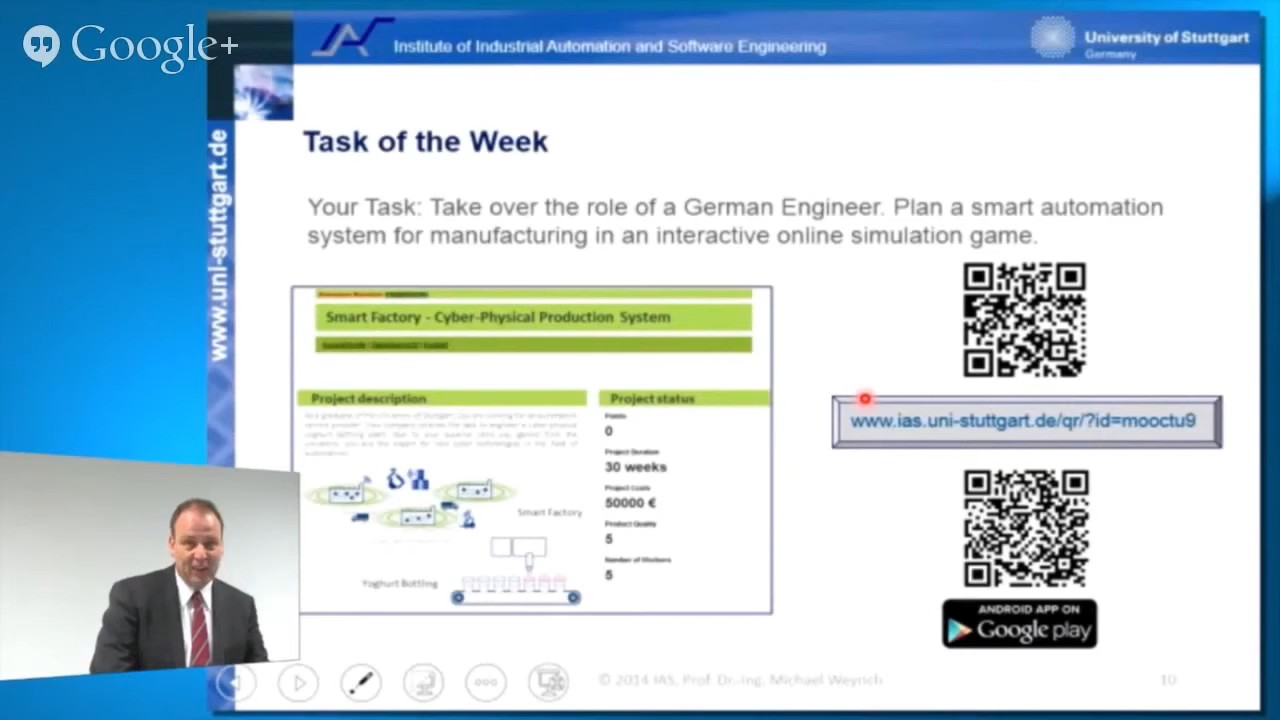 Google+
Institute of Industrial Automation and Software Engineering
University of Stuttgart
Germany
www.uni-stuttgart.de
Task of the Week
Your Task: Take over the role of a German Engineer. Plan a smart automation
system for manufacturing in an interactive online simulation game.
Smart Factory - Cyber-Physical Production System
Project description
Project status
Points
0
Project Duration
30 weeks
Project Costs
50000 €
Product Quality
5
Number of Workers
5
Smart Factory
Yoghurt Bottling
www.ias.uni-stuttgart.de/qr/?id=mooctu9
ANDROID APP ON
Google play
© 2014 IAS, Prof. Dr.-Ing. Michael Weyrich
10